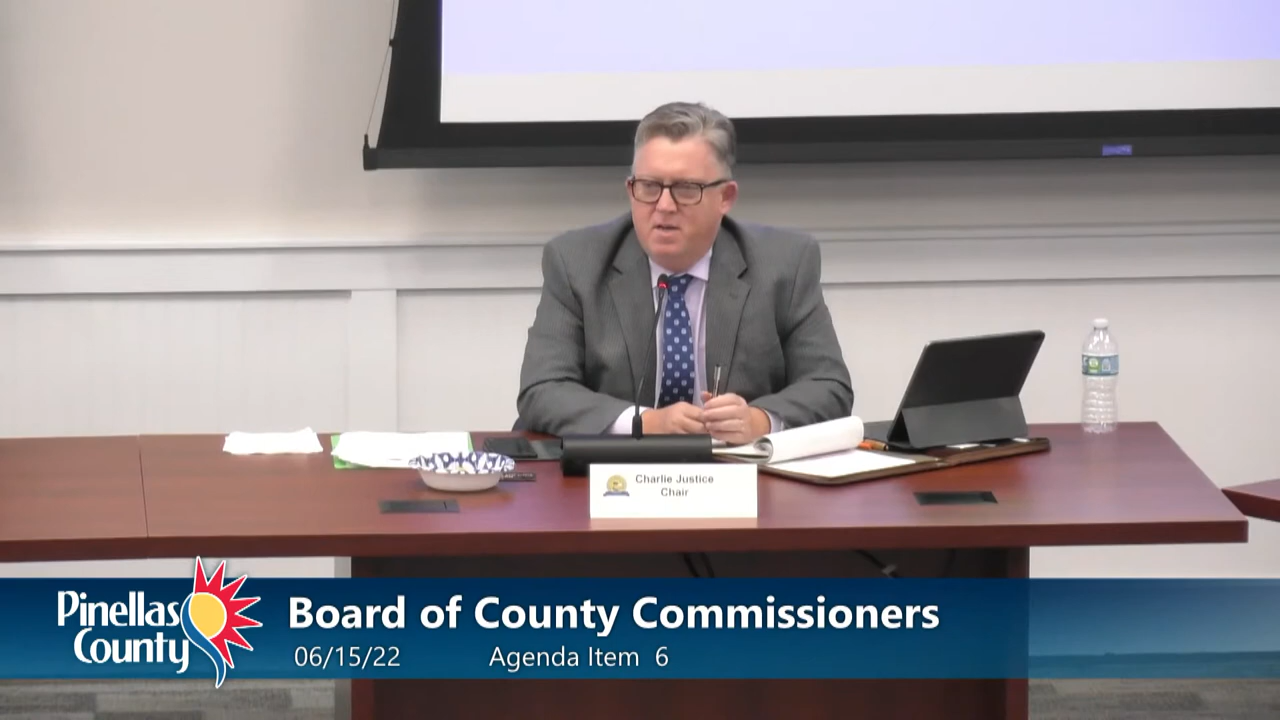 Charlie Justice
Chair
Pinellas
County
Board of County Commissioners
06/15/22 Agenda Item 6